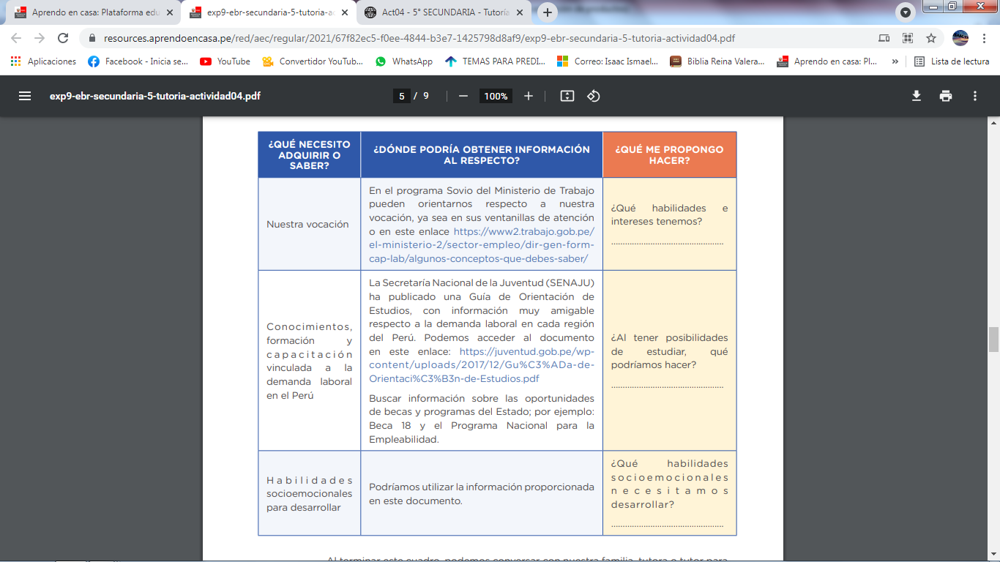 Aprendo en casa: Plataforma edu
exp9-ebr-secundaria-5-tutoria-ac
Act04 - 5° SECUNDARIA - Tutoría
resources.aprendoencasa.pe/red/aec/regular/2021/67f82ec5-f0ee-4844-b3e7-1425798d8af9/exp9-ebr-secundaria-5-tutoria-actividad04.pdf
Aplicaciones
Facebook - Inicia se...
YouTube
Convertidor YouTub...
WhatsApp
TEMAS PARA PREDI...
Correo: Isaac Ismael...
Biblia Reina Valera...
Aprendo en casa: Pl...
»
Lista de lectura
exp9-ebr-secundaria-5-tutoria-actividad04.pdf
5 / 9
100%
¿QUÉ NECESITO
ADQUIRIR O
SABER?
¿DÓNDE PODRÍA OBTENER INFORMACIÓN
AL RESPECTO?
¿QUÉ ME PROPONGO
HACER?
Nuestra vocación
En el programa Sovio del Ministerio de Trabajo
pueden orientarnos respecto a nuestra
vocación, ya sea en sus ventanillas de atención
o en este enlace https://www2.trabajo.gob.pe/
el-ministerio-2/sector-empleo/dir-gen-form-
cap-lab/algunos-conceptos-que-debes-saber/
¿Qué habilidades e
intereses tenemos?
..............................................
Conocimientos,
formación y
capacitación
vinculada a la
demanda laboral
en el Perú
La Secretaría Nacional de la Juventud (SENAJU)
ha publicado una Guía de Orientación de
Estudios, con información muy amigable
respecto a la demanda laboral en cada región
del Perú. Podemos acceder al documento
en este enlace: https://juventud.gob.pe/wp-
content/uploads/2017/12/Gu%C3%ADa-de-
Orientaci%C3%B3n-de-Estudios.pdf
Buscar información sobre las oportunidades
de becas y programas del Estado; por ejemplo:
Beca 18 y el Programa Nacional para la
Empleabilidad.
¿Al tener posibilidades
de estudiar, qué
podríamos hacer?
..............................................
Habilidades
socioemocionales
para desarrollar
Podríamos utilizar la información proporcionada
en este documento.
¿Qué habilidades
socioemocionales
necesitamos
desarrollar?
..............................................
Al terminar este cuadro, podemos conversar con nuestra familia, tutora o tutor para